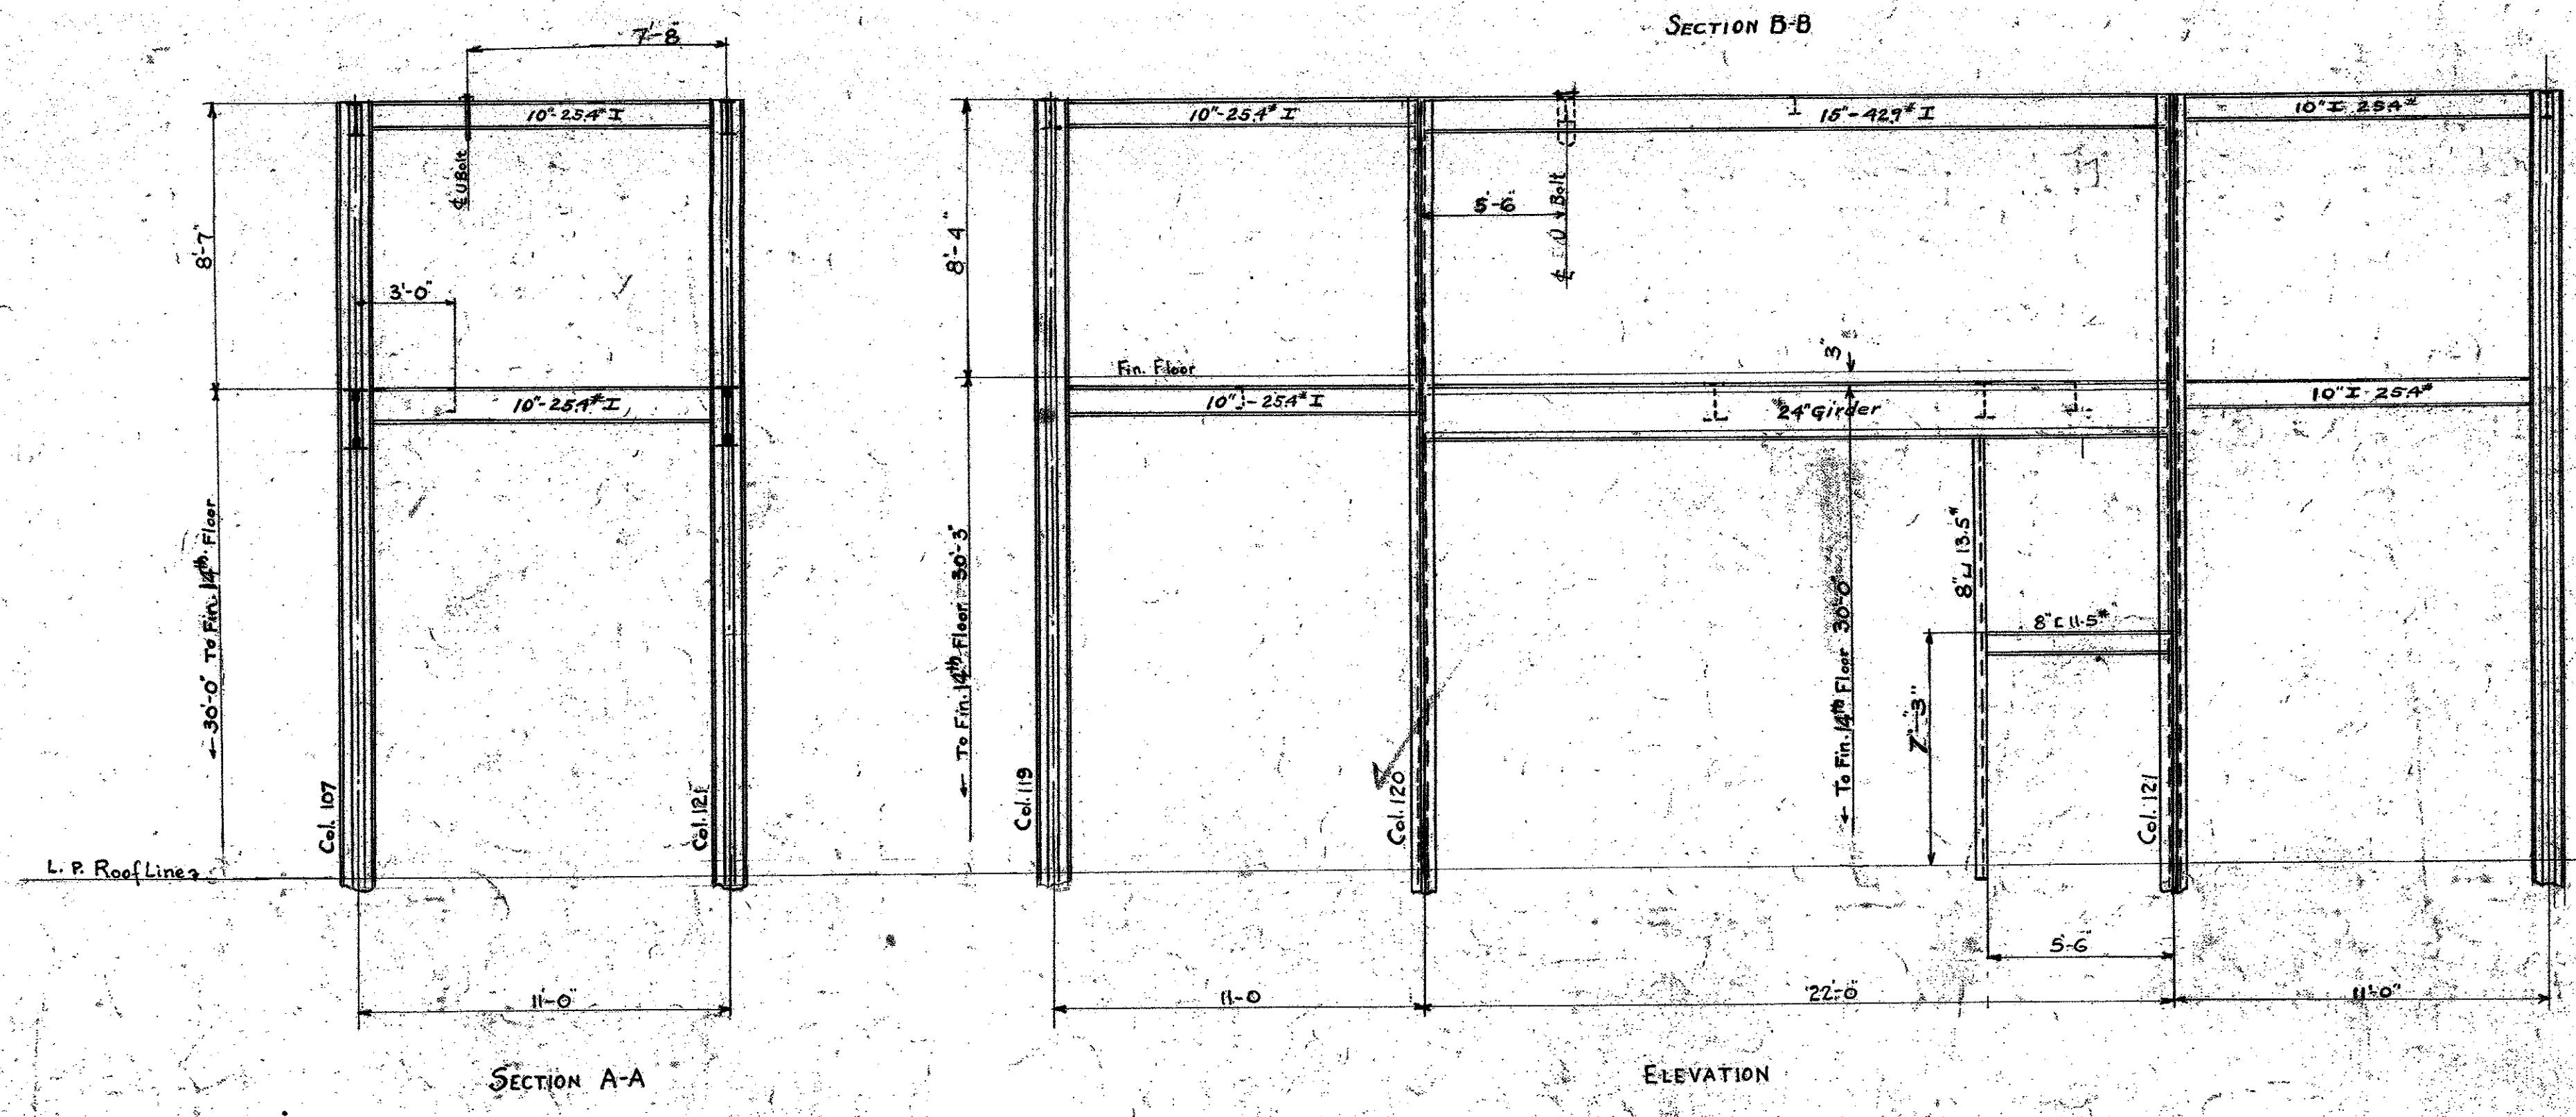 SECTION B-B
7'-8"
10"-25.4# I
℄ U Bolt
8'-7"
3'-0"
10"-25.4# I
←30'-0" To Fin. 14th Floor
Col. 107
Col. 121
L. P. Roof Line
11'-0"
SECTION A-A
10"-25.4# I
15"-42.9# I
10" I 25.4#
8'-4"
5'-6"
℄ U Bolt
Fin. Floor
3"
10"-25.4# I
24" Girder
10" I 25.4#
← To Fin. 14th Floor 30'-3"
← To Fin. 14th Floor 30'-0"
8" ⊔ 13.5#
8" [ 11.5#
7'-3"
Col. 119
Col. 120
Col. 121
5'-6"
11'-0
22'-0"
11'-0"
ELEVATION